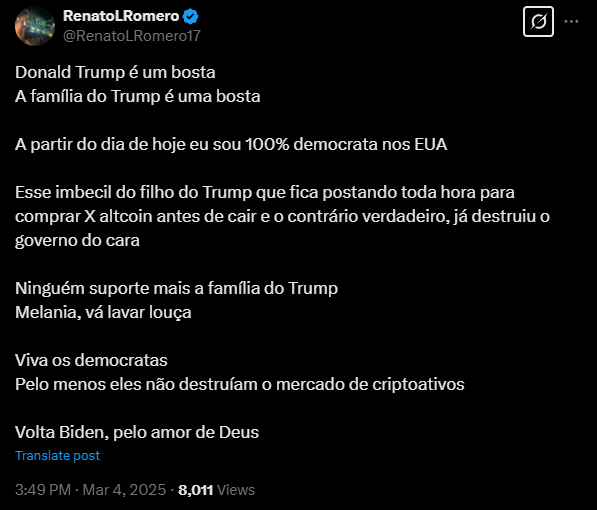 RenatoLRomero
@RenatoLRomero17
Donald Trump é um bosta
A família do Trump é uma bosta
A partir do dia de hoje eu sou 100% democrata nos EUA
Esse imbecil do filho do Trump que fica postando toda hora para
comprar X altcoin antes de cair e o contrário verdadeiro, já destruiu o
governo do cara
Ninguém suporte mais a família do Trump
Melania, vá lavar louça
Viva os democratas
Pelo menos eles não destruíam o mercado de criptoativos
Volta Biden, pelo amor de Deus
Translate post
3:49 PM · Mar 4, 2025 · 8,011 Views